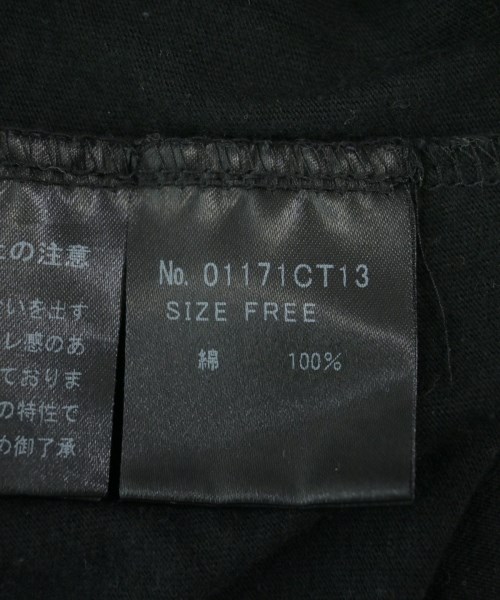 上の注意
いを出す
レ感のあ
ておりま
の特性で
め御了承
No. 01171CT13
SIZE FREE
綿 100%